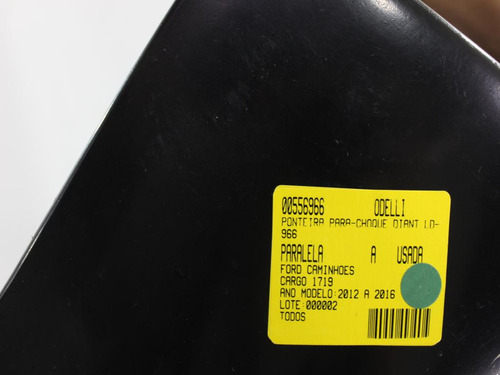 00556966 ODELLI
PONTEIRA PARA-CHOQUE DIANT LD-
966
PARALELA A USADA
FORD CAMINHOES
CARGO 1719
ANO MODELO:2012 A 2016
LOTE:000002
TODOS